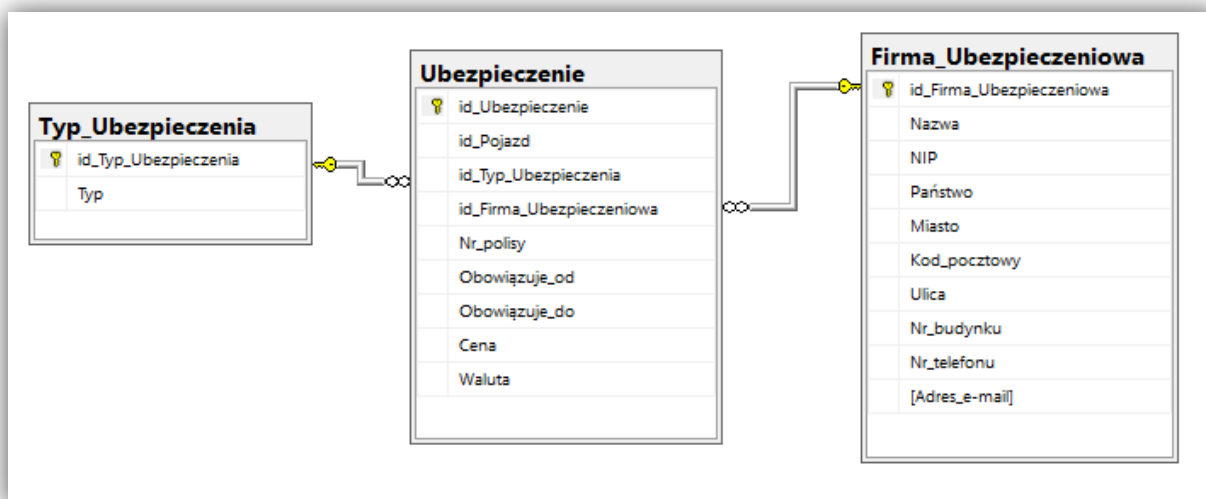 Typ_Ubezpieczenia
id_Typ_Ubezpieczenia
Typ
Ubezpieczenie
id_Ubezpieczenie
id_Pojazd
id_Typ_Ubezpieczenia
id_Firma_Ubezpieczeniowa
Nr_polisy
Obowiązuje_od
Obowiązuje_do
Cena
Waluta
Firma_Ubezpieczeniowa
id_Firma_Ubezpieczeniowa
Nazwa
NIP
Państwo
Miasto
Kod_pocztowy
Ulica
Nr_budynku
Nr_telefonu
[Adres_e-mail]